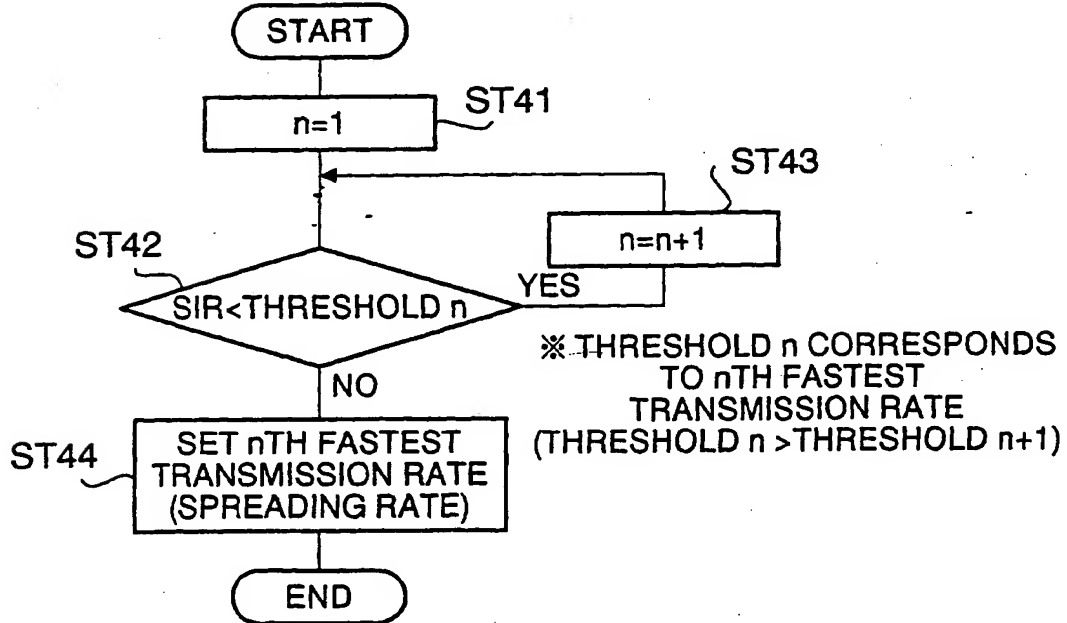 START
n=1
ST41
ST43
n=n+1
ST42
SIR<THRESHOLD n
YES
NO
※ THRESHOLD n CORRESPONDS
TO nTH FASTEST
TRANSMISSION RATE
(THRESHOLD n >THRESHOLD n+1)
ST44
SET nTH FASTEST
TRANSMISSION RATE
(SPREADING RATE)
END